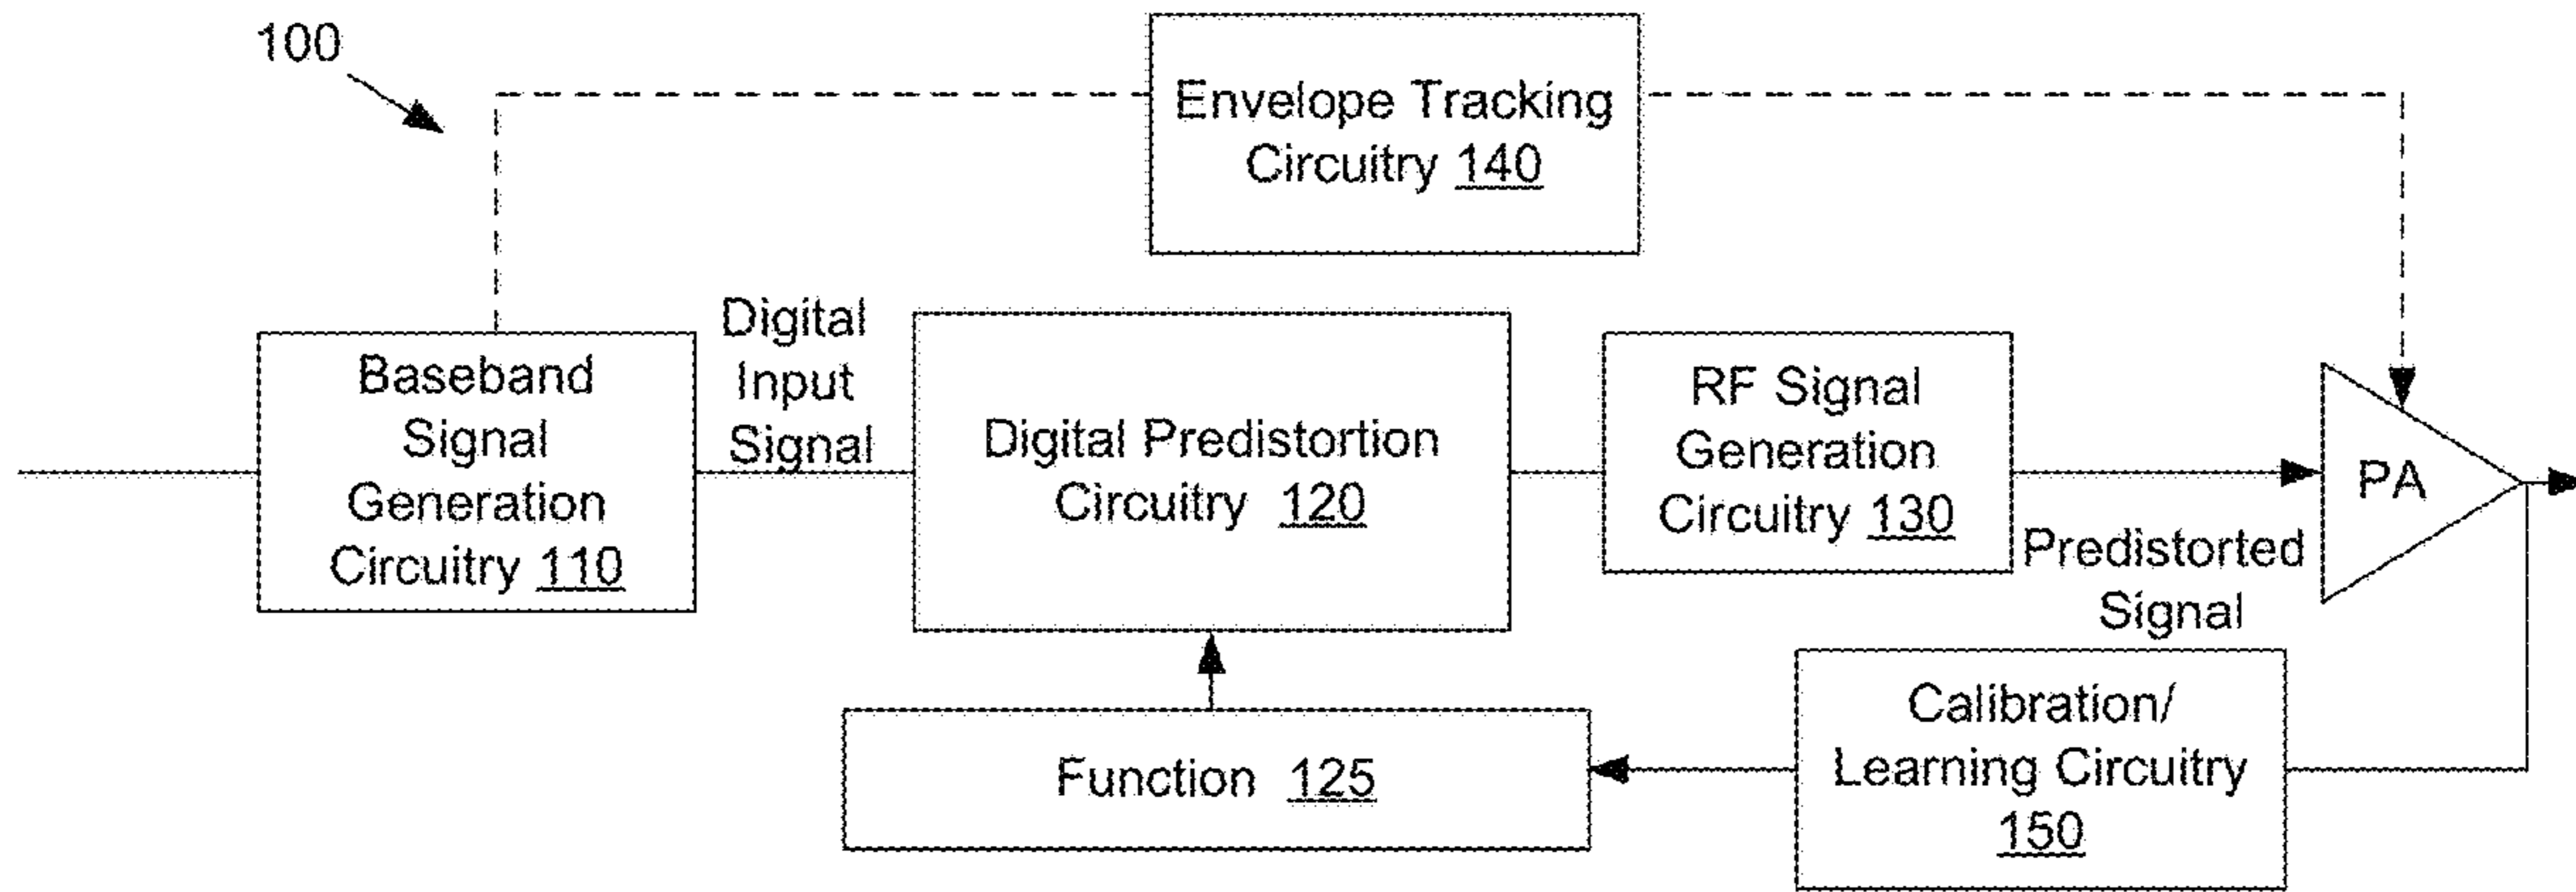 100
Envelope Tracking
Circuitry 140
Baseband
Signal
Generation
Circuitry 110
Digital
Input
Signal
Digital Predistortion
Circuitry 120
RF Signal
Generation
Circuitry 130
PA
Predistorted
Signal
Function 125
Calibration/
Learning Circuitry
150